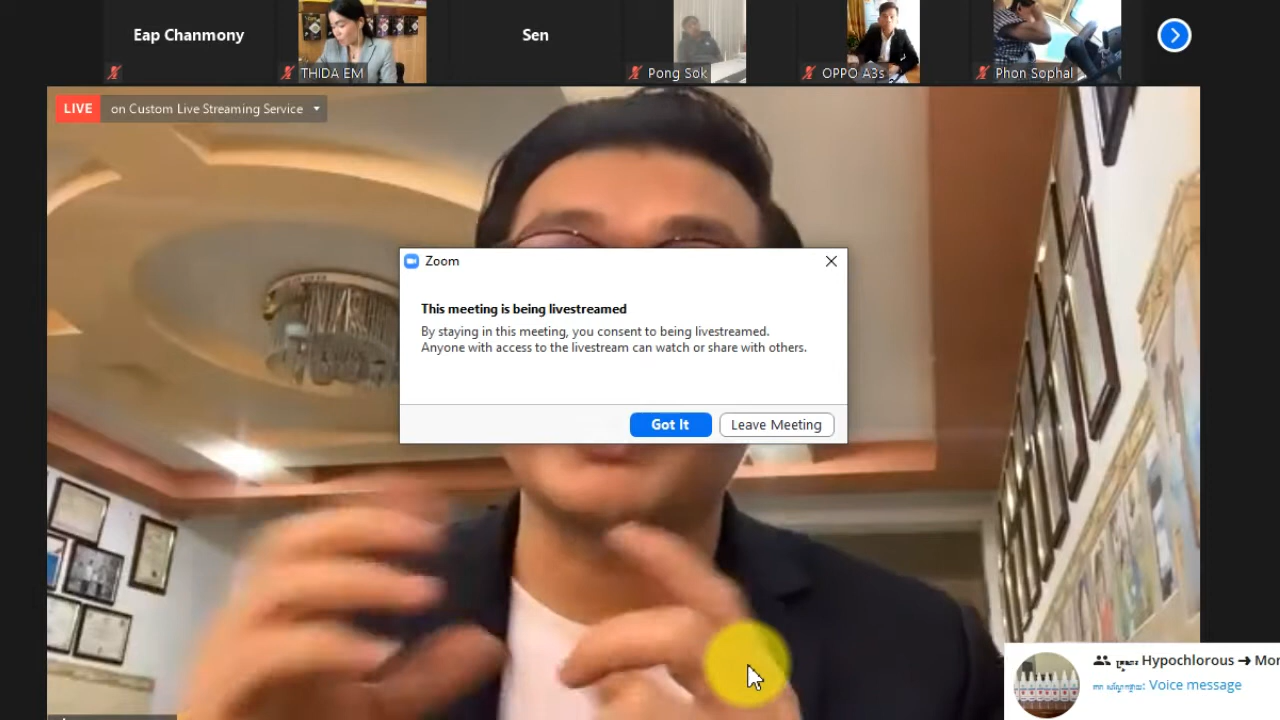 Eap Chanmony
THIDA EM
Sen
Pong Sok
OPPO A3s
Phon Sophal
LIVE on Custom Live Streaming Service
Zoom
This meeting is being livestreamed
By staying in this meeting, you consent to being livestreamed.
Anyone with access to the livestream can watch or share with others.
Got It
Leave Meeting
Hypochlorous ➜ Mor
Voice message